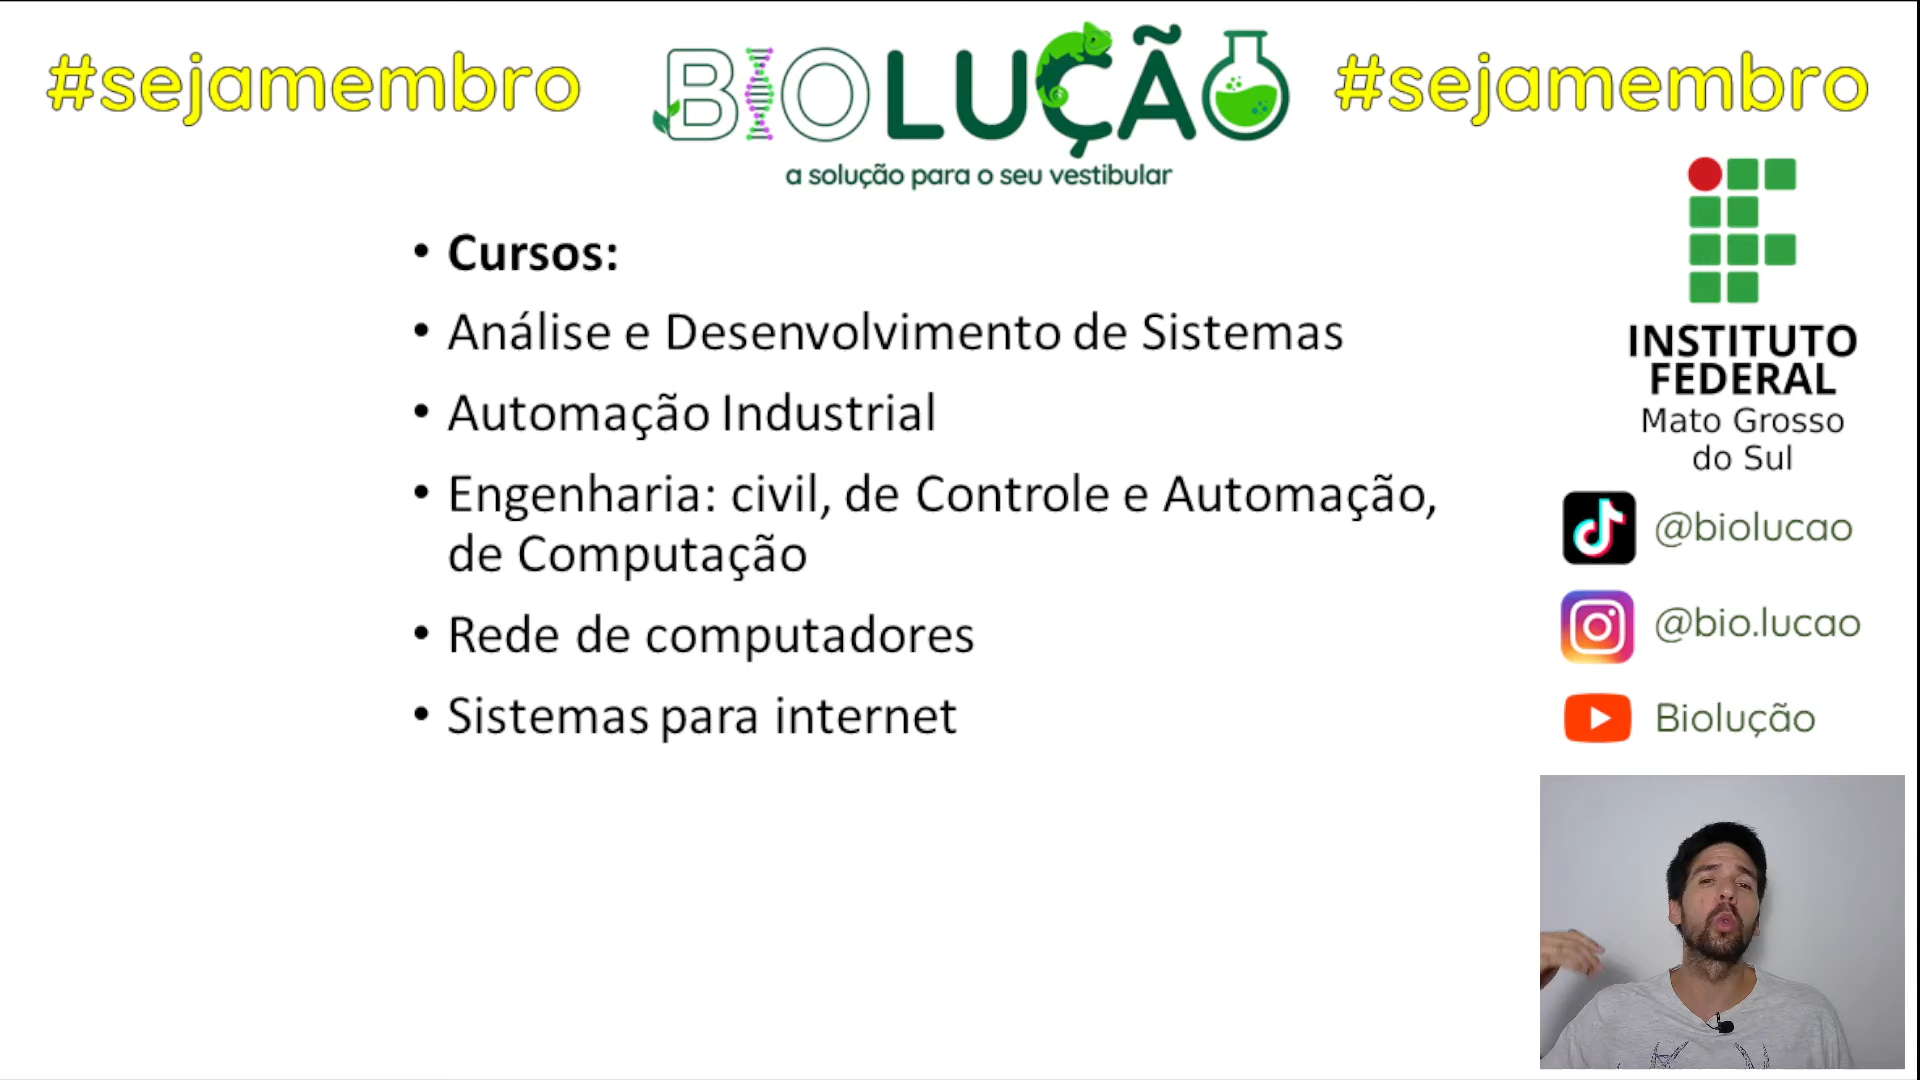 #sejamembro
BIOLUÇÃO
#sejamembro
a solução para o seu vestibular
• Cursos:
• Análise e Desenvolvimento de Sistemas
• Automação Industrial
• Engenharia: civil, de Controle e Automação,
de Computação
• Rede de computadores
• Sistemas para internet
INSTITUTO
FEDERAL
Mato Grosso
do Sul
@biolucao
@bio.lucao
Biolução